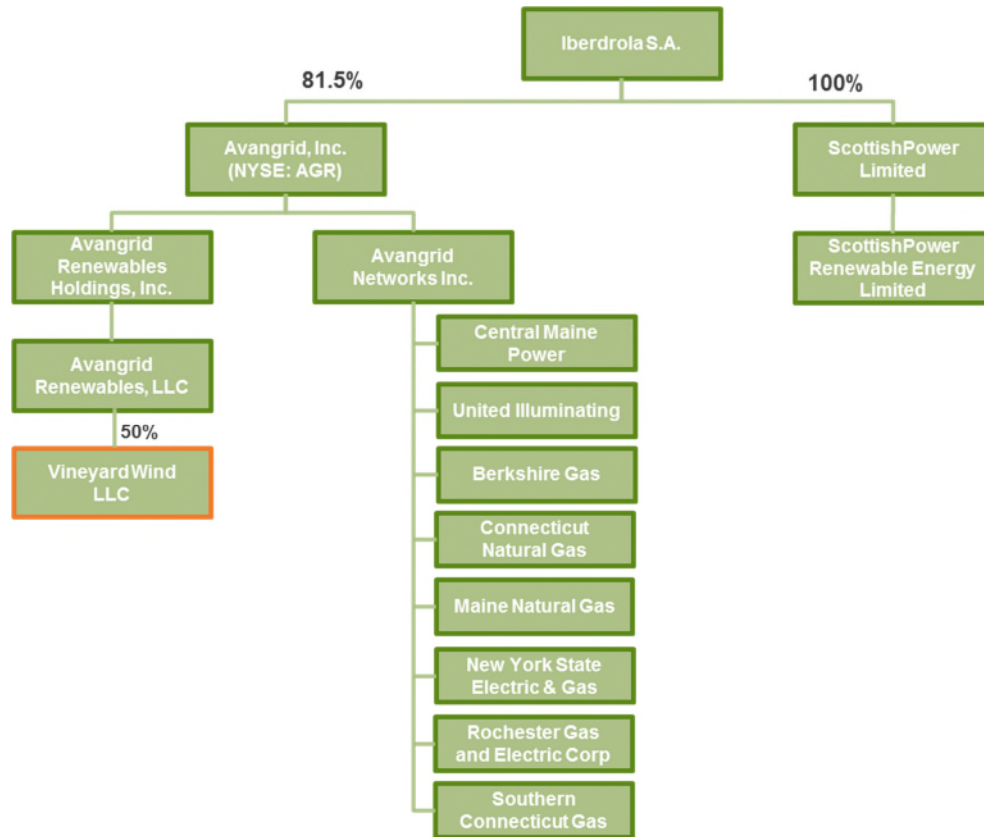 Iberdrola S.A.
81.5%
100%
Avangrid, Inc.
(NYSE: AGR)
ScottishPower
Limited
Avangrid
Renewables
Holdings, Inc.
Avangrid
Networks Inc.
ScottishPower
Renewable Energy
Limited
Central Maine
Power
Avangrid
Renewables, LLC
United Illuminating
50%
Vineyard Wind
LLC
Berkshire Gas
Connecticut
Natural Gas
Maine Natural Gas
New York State
Electric & Gas
Rochester Gas
and Electric Corp
Southern
Connecticut Gas